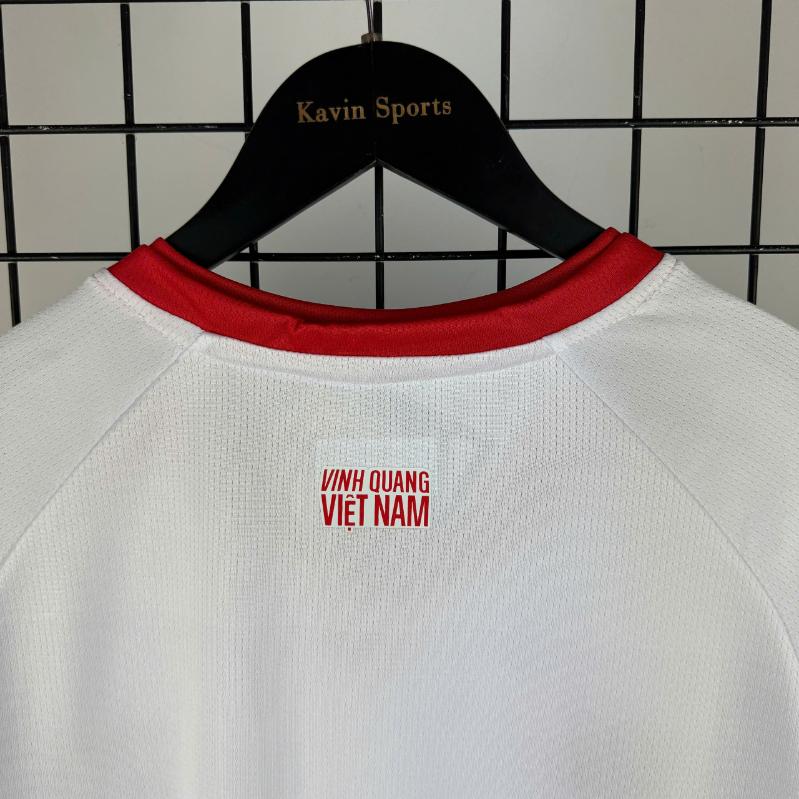 Kavin Sports
VINH QUANG
VIỆT NAM